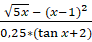 √5x − (x−1)²
0,25*(tan x+2)